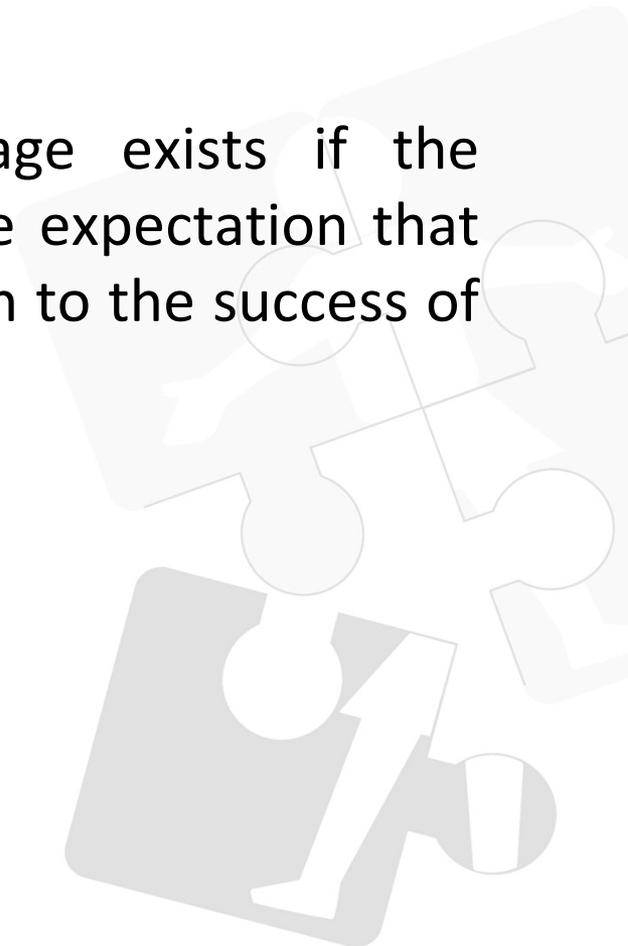 age exists if the
e expectation that
n to the success of